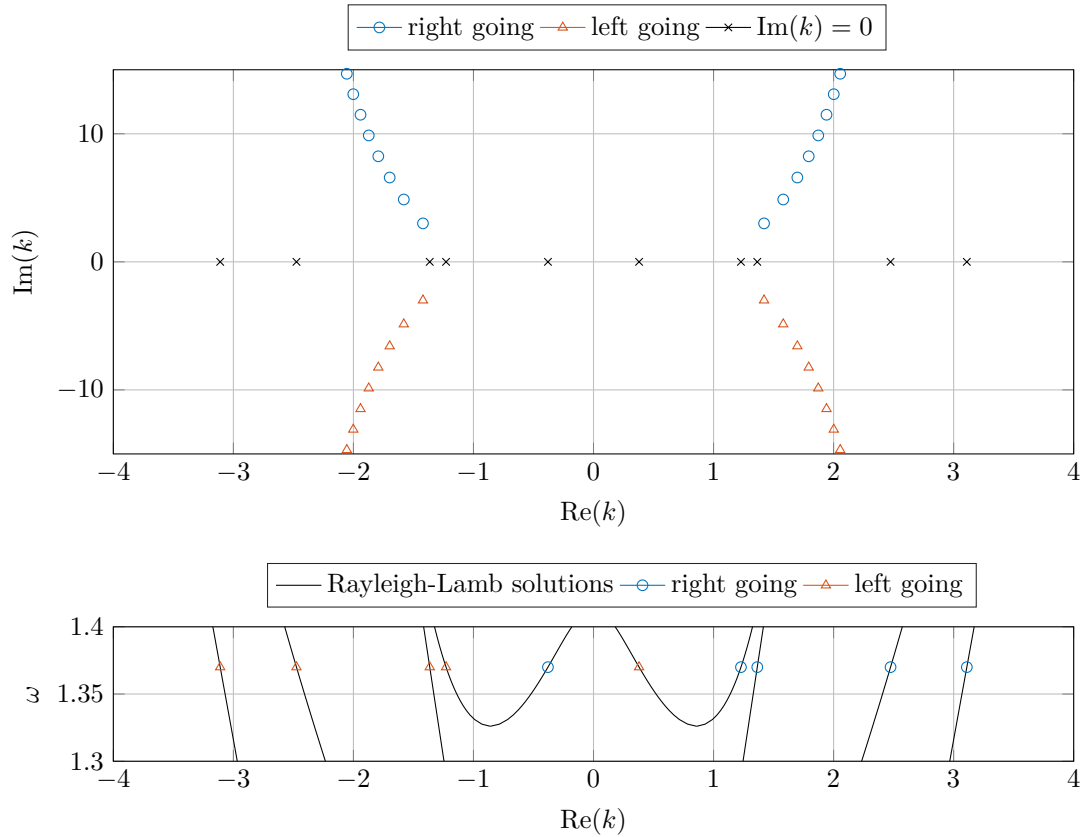 right going left going Im(k) = 0
10
0
−10
Im(k)
−4 −3 −2 −1 0 1 2 3 4
Re(k)
Rayleigh-Lamb solutions right going left going
1.4
1.35
1.3
ω
−4 −3 −2 −1 0 1 2 3 4
Re(k)